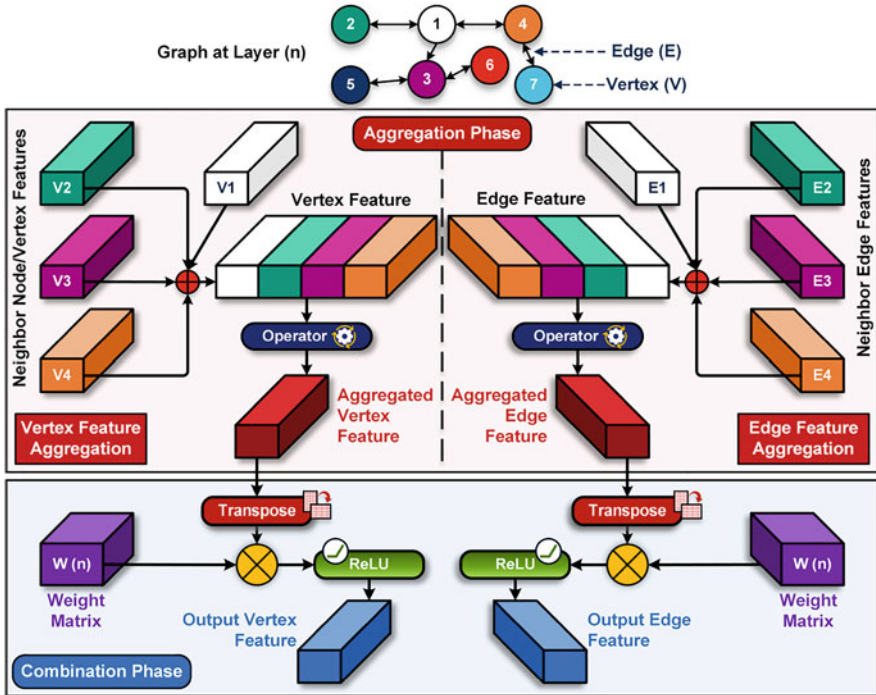 2
1
4
Graph at Layer (n)
Edge (E)
6
5
3
7
Vertex (V)
Aggregation Phase
Neighbor Node/Vertex Features
V2
V1
V3
V4
Vertex Feature
Edge Feature
E1
E2
E3
E4
Neighbor Edge Features
Operator
Operator
Aggregated
Vertex
Feature
Aggregated
Edge
Feature
Vertex Feature
Aggregation
Edge Feature
Aggregation
Transpose
Transpose
W (n)
Weight
Matrix
ReLU
ReLU
W (n)
Weight
Matrix
Output Vertex
Feature
Output Edge
Feature
Combination Phase